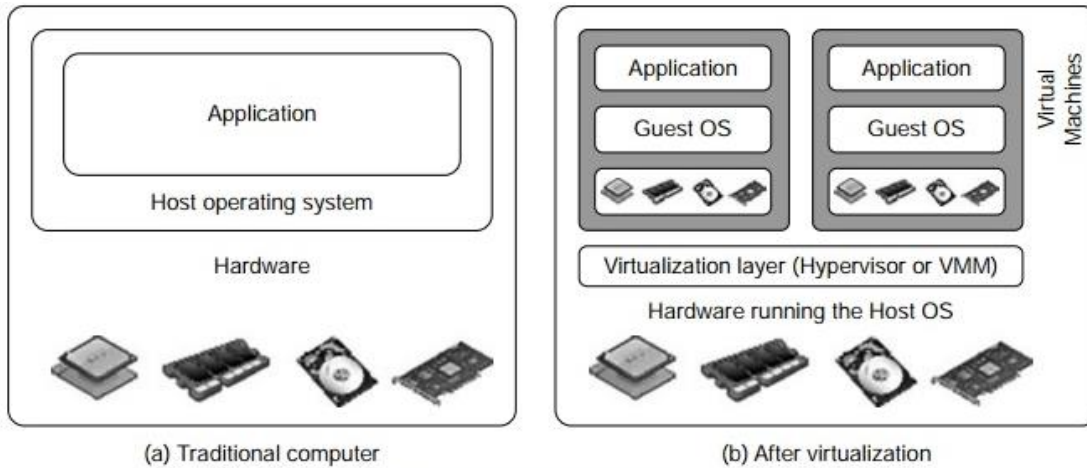 Application
Host operating system
Hardware
(a) Traditional computer
Application
Guest OS
Application
Guest OS
Virtual
Machines
Virtualization layer (Hypervisor or VMM)
Hardware running the Host OS
(b) After virtualization